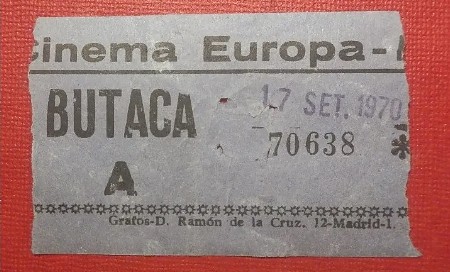 Cinema Europa-
BUTACA
17 SET. 1970
70638 *
A
Grafos-D. Ramón de la Cruz. 12-Madrid-1.